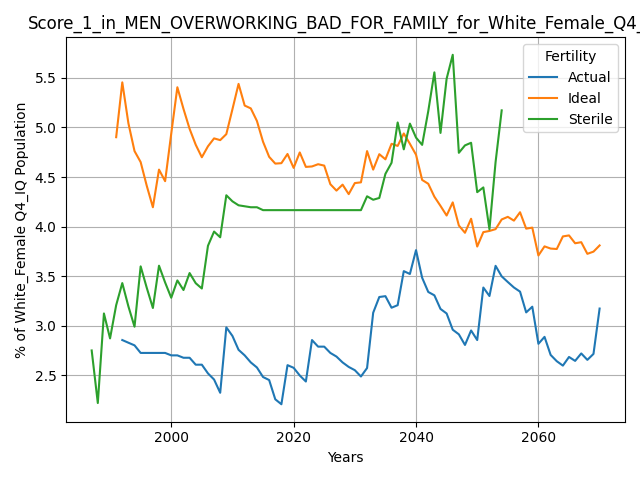 Score_1_in_MEN_OVERWORKING_BAD_FOR_FAMILY_for_White_Female_Q4_
Fertility
Actual
Ideal
Sterile
% of White_Female Q4_IQ Population
5.5
5.0
4.5
4.0
3.5
3.0
2.5
2000 2020 2040 2060
Years